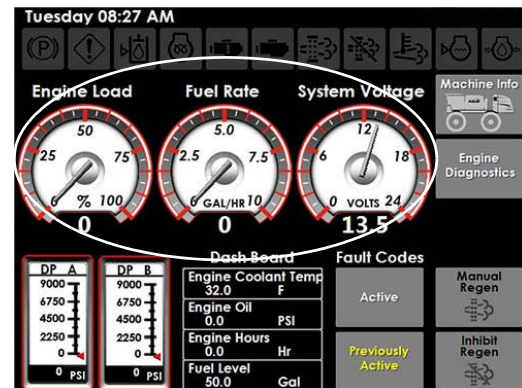 Tuesday 08:27 AM
(P)
Engine Load
Fuel Rate
System Voltage
Machine Info
50
25
75
0
% 100
0
5.0
2.5
7.5
0
GAL/HR 10
0
12
6
18
0 VOLTS 24
13.5
Engine
Diagnostics
DP A
9000
6750
4500
2250
0
0 PSI
DP B
9000
6750
4500
2250
0
0 PSI
Dash Board
Engine Coolant Temp
32.0 F
Engine Oil
0.0 PSI
Engine Hours
0.0 Hr
Fuel Level
50.0 Gal
Fault Codes
Active
Previously
Active
Manual
Regen
Inhibit
Regen